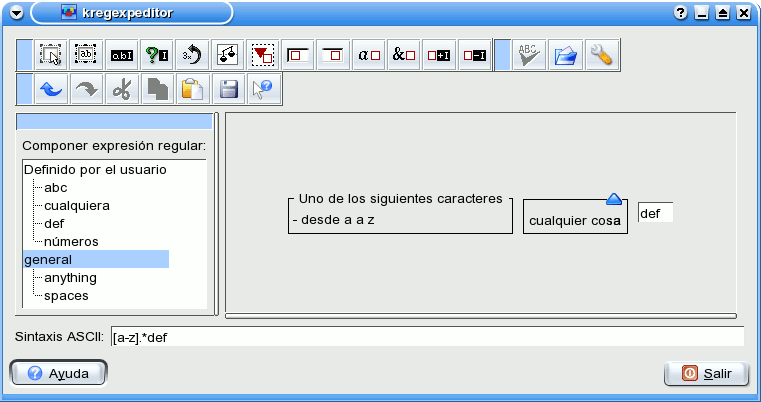 kregexpeditor
Componer expresión regular:
Definido por el usuario
abc
cualquiera
def
números
general
anything
spaces
Uno de los siguientes caracteres
- desde a a z
cualquier cosa
def
Sintaxis ASCII: [a-z].*def
Ayuda
Salir